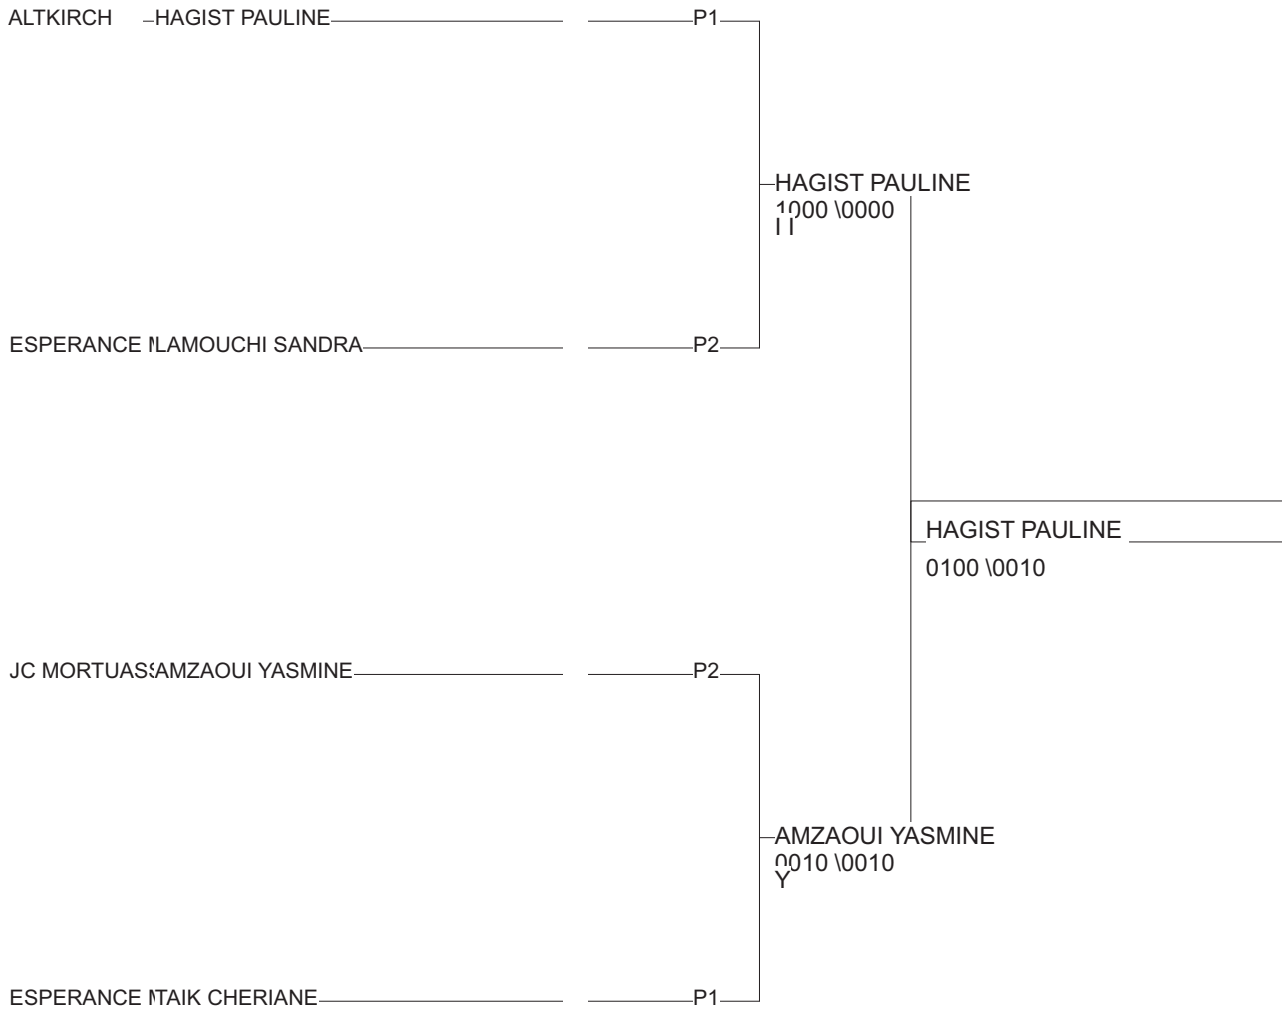 ALTKIRCH HAGIST PAULINE P1
HAGIST PAULINE
1000 \0000
ESPERANCE LAMOUCHI SANDRA P2
HAGIST PAULINE
0100 \0010
JC MORTUAS AMZAOUI YASMINE P2
AMZAOUI YASMINE
0010 \0010
Y
ESPERANCE TAIK CHERIANE P1